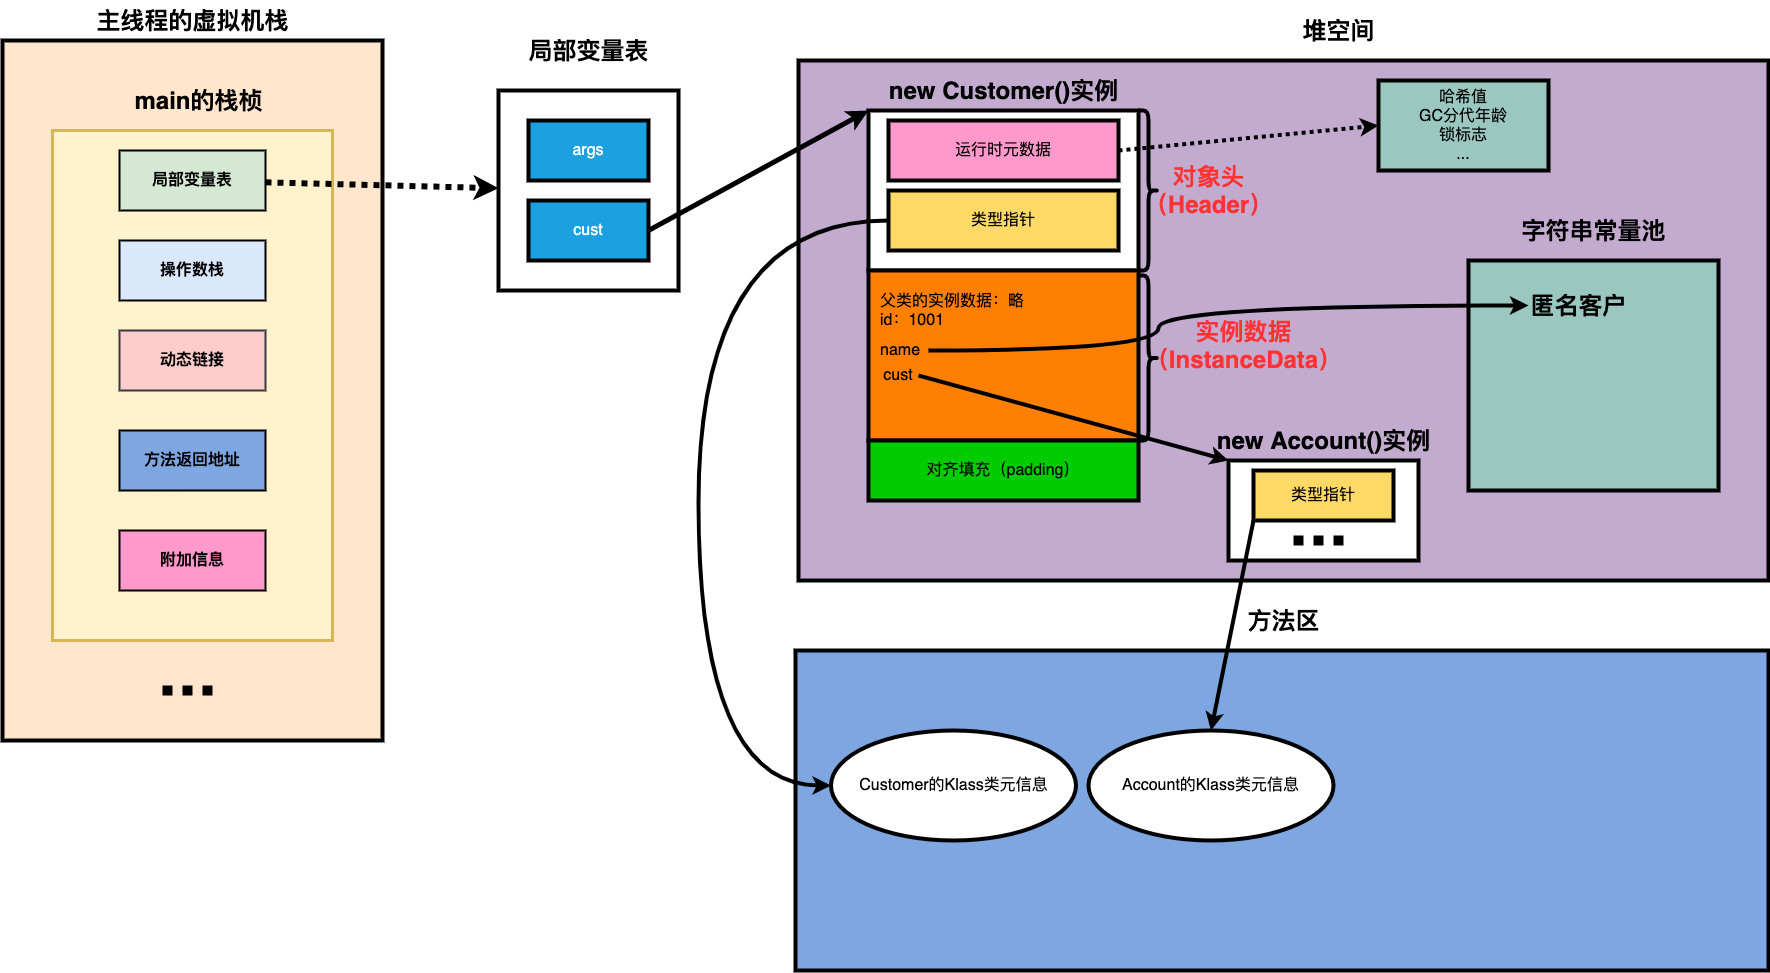 主线程的虚拟机栈
main的栈桢
局部变量表
操作数栈
动态链接
方法返回地址
附加信息
局部变量表
args
cust
堆空间
new Customer()实例
运行时元数据
类型指针
对象头
（Header）
哈希值
GC分代年龄
锁标志
...
父类的实例数据：略
id：1001
name
cust
实例数据
（InstanceData）
对齐填充（padding）
字符串常量池
匿名客户
new Account()实例
类型指针
方法区
Customer的Klass类元信息
Account的Klass类元信息